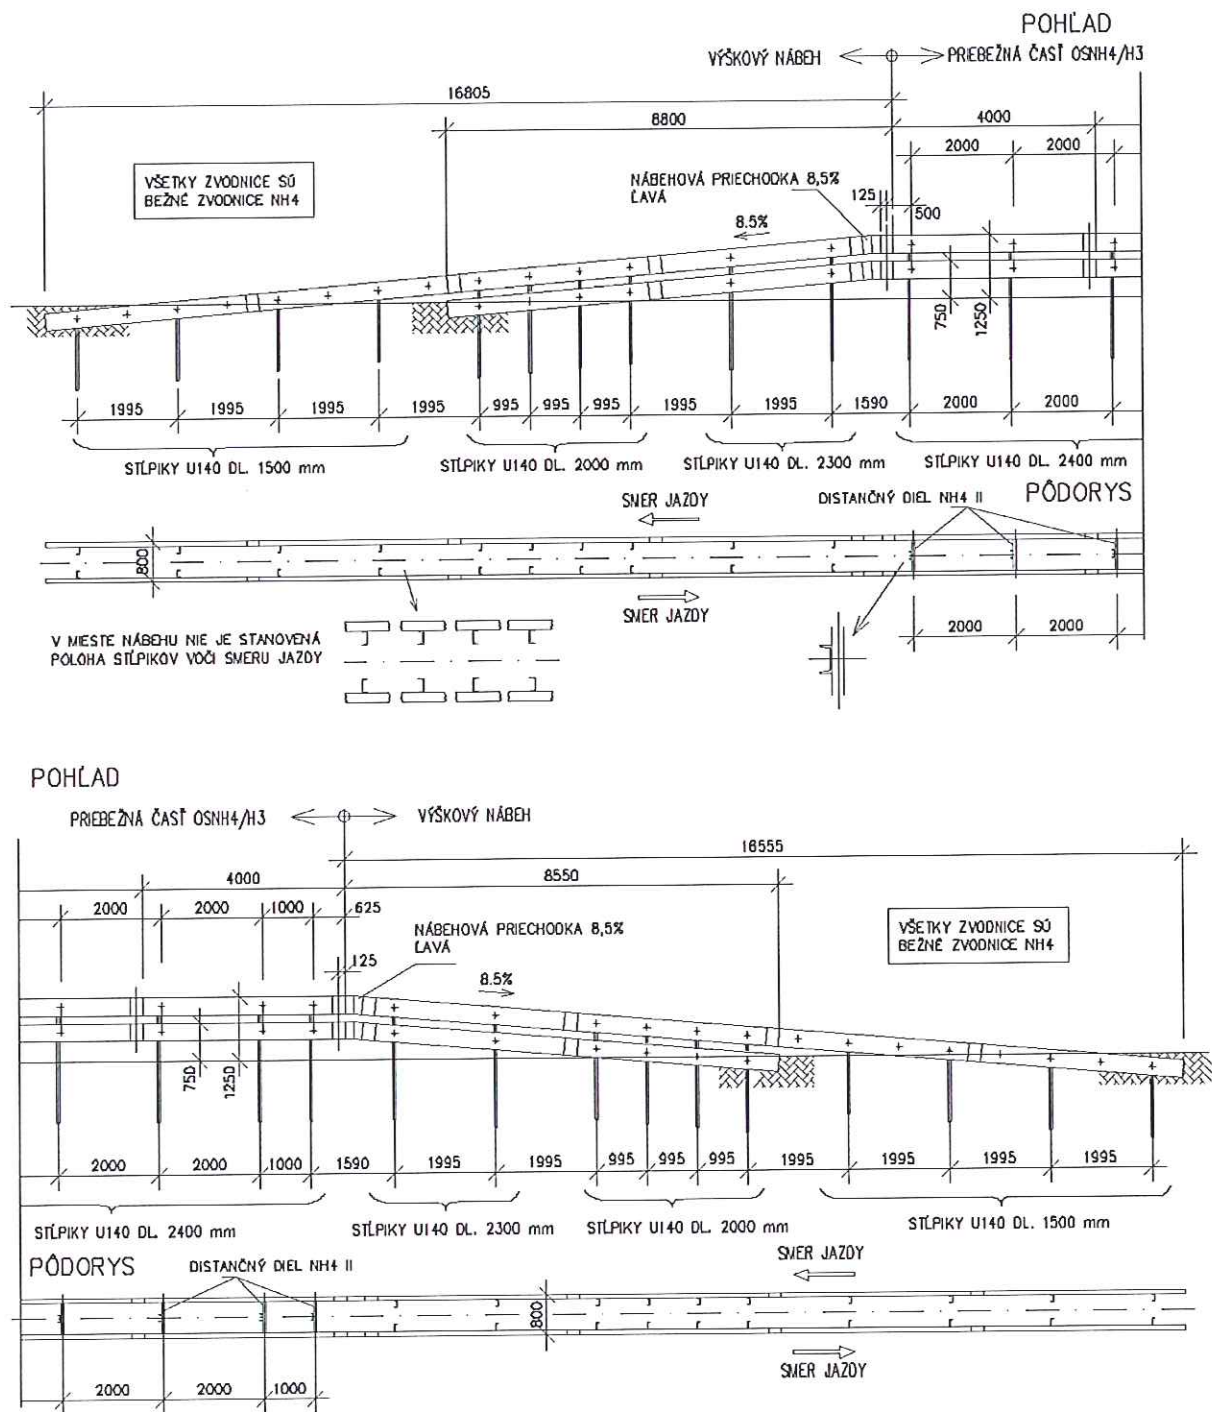 POHĽAD
VÝŠKOVÝ NÁBEH
PRIEBEŽNÁ ČASŤ OSNH4/H3
16805
8800
4000
2000
2000
VŠETKY ZVODNICE SÚ
BEŽNÉ ZVODNICE NH4
NÁBEHOVÁ PRIECHODKA 8,5%
ĽAVÁ
125
500
8.5%
750
1250
1995
1995
1995
1995
995
995
995
1995
1995
1590
2000
2000
STĹPIKY U140 DL. 1500 mm
STĹPIKY U140 DL. 2000 mm
STĹPIKY U140 DL. 2300 mm
STĹPIKY U140 DL. 2400 mm
PÔDORYS
SMER JAZDY
DISTANČNÝ DIEL NH4 II
800
SMER JAZDY
V MIESTE NÁBEHU NIE JE STANOVENÁ
POLOHA STĹPIKOV VOČI SMERU JAZDY
2000
2000
POHĽAD
PRIEBEŽNÁ ČASŤ OSNH4/H3
VÝŠKOVÝ NÁBEH
16555
4000
8550
2000
2000
1000
625
NÁBEHOVÁ PRIECHODKA 8,5%
ĽAVÁ
VŠETKY ZVODNICE SÚ
BEŽNÉ ZVODNICE NH4
125
8.5%
750
1250
2000
2000
1000
1590
1995
1995
995
995
995
1995
1995
1995
1995
STĹPIKY U140 DL. 2400 mm
STĹPIKY U140 DL. 2300 mm
STĹPIKY U140 DL. 2000 mm
STĹPIKY U140 DL. 1500 mm
PÔDORYS
DISTANČNÝ DIEL NH4 II
SMER JAZDY
800
SMER JAZDY
2000
2000
1000